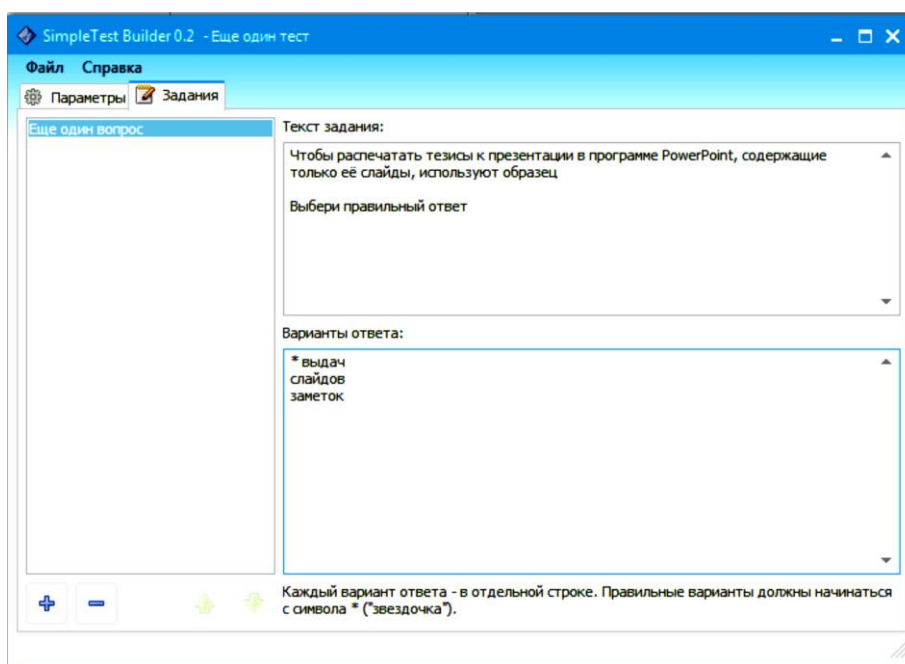 SimpleTest Builder 0.2 - Еще один тест
Файл Справка
Параметры Задания
Еще один вопрос
Текст задания:
Чтобы распечатать тезисы к презентации в программе PowerPoint, содержащие
только её слайды, используют образец
Выбери правильный ответ
Варианты ответа:
* выдач
слайдов
заметок
Каждый вариант ответа - в отдельной строке. Правильные варианты должны начинаться
с символа * ("звездочка").